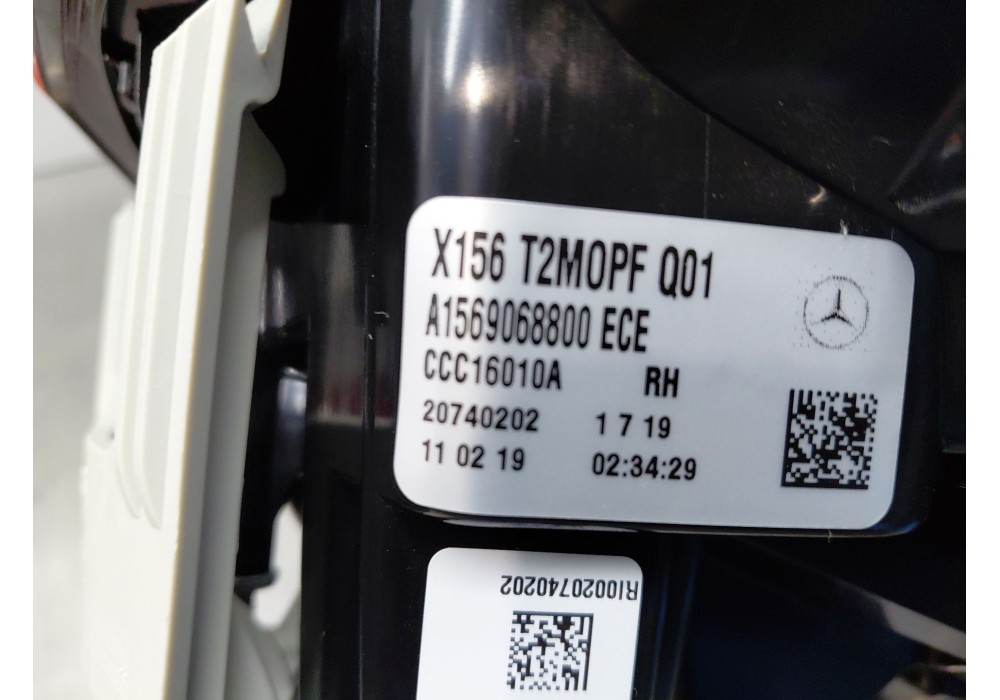 X156 T2MOPF Q01
A1569068800 ECE
CCC16010A RH
20740202 1 7 19
11 02 19 02:34:29
RI0020740202